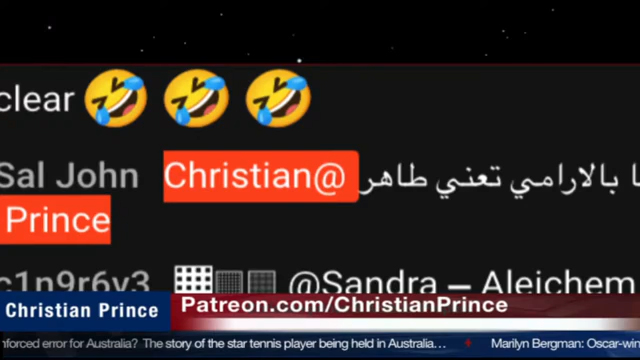 clear 🤣 🤣 🤣
Sal John Christian@ بالارامي تعني طاهر
Prince
c1n9r6v3 @Sandra – Aleichem
Christian Prince
Patreon.com/ChristianPrince
nforced error for Australia? The story of the star tennis player being held in Australia... Marilyn Bergman: Oscar-win